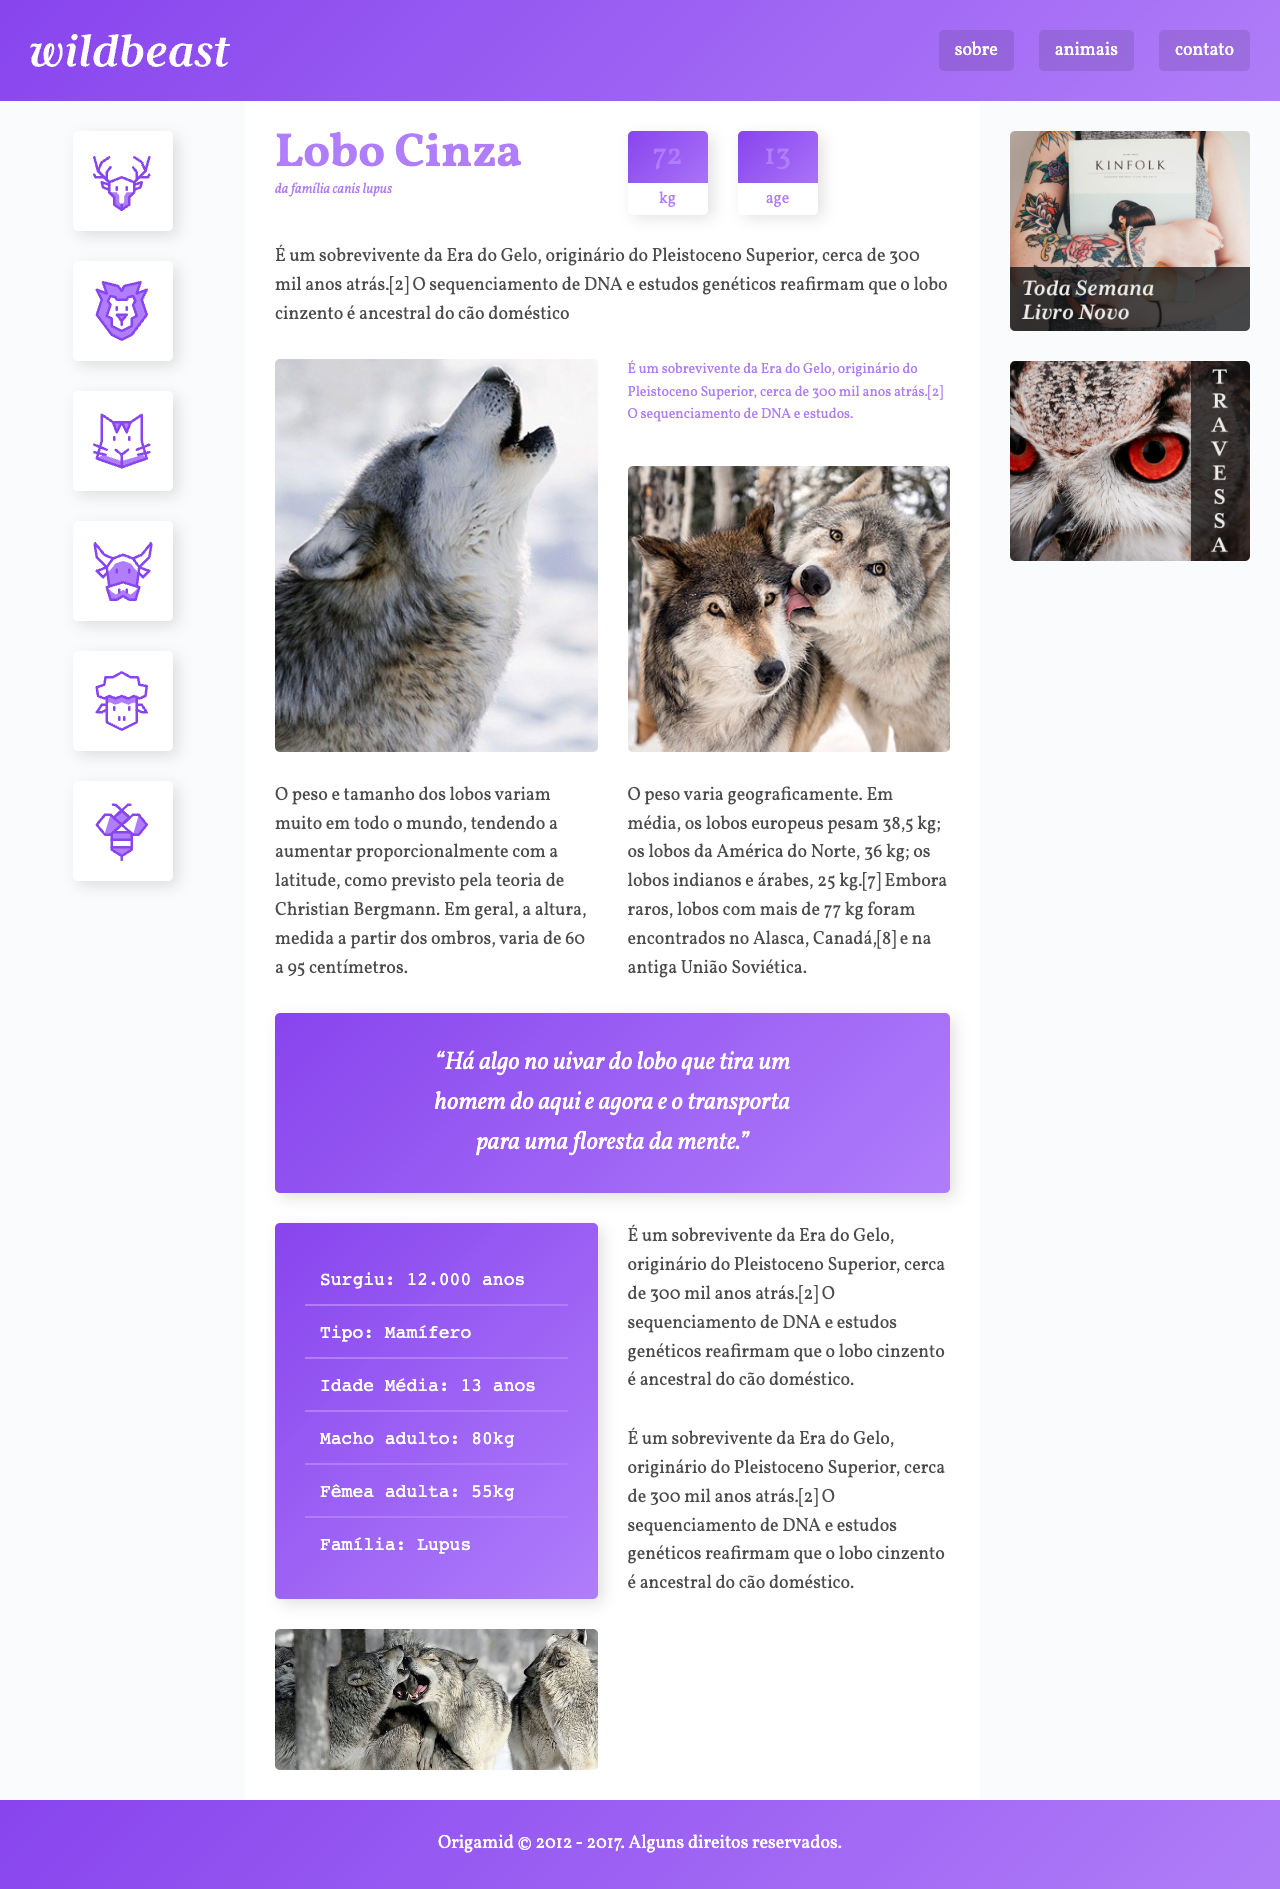 wildbeast
sobre
animais
contato
Lobo Cinza
da família canis lupus
72
kg
13
age
É um sobrevivente da Era do Gelo, originário do Pleistoceno Superior, cerca de 300
mil anos atrás.[2] O sequenciamento de DNA e estudos genéticos reafirmam que o lobo
cinzento é ancestral do cão doméstico
É um sobrevivente da Era do Gelo, originário do
Pleistoceno Superior, cerca de 300 mil anos atrás.[2]
O sequenciamento de DNA e estudos.
O peso e tamanho dos lobos variam
muito em todo o mundo, tendendo a
aumentar proporcionalmente com a
latitude, como previsto pela teoria de
Christian Bergmann. Em geral, a altura,
medida a partir dos ombros, varia de 60
a 95 centímetros.
O peso varia geograficamente. Em
média, os lobos europeus pesam 38,5 kg;
os lobos da América do Norte, 36 kg; os
lobos indianos e árabes, 25 kg.[7] Embora
raros, lobos com mais de 77 kg foram
encontrados no Alasca, Canadá,[8] e na
antiga União Soviética.
“Há algo no uivar do lobo que tira um
homem do aqui e agora e o transporta
para uma floresta da mente.”
Surgiu: 12.000 anos
Tipo: Mamífero
Idade Média: 13 anos
Macho adulto: 80kg
Fêmea adulta: 55kg
Família: Lupus
É um sobrevivente da Era do Gelo,
originário do Pleistoceno Superior, cerca
de 300 mil anos atrás.[2] O
sequenciamento de DNA e estudos
genéticos reafirmam que o lobo cinzento
é ancestral do cão doméstico.
É um sobrevivente da Era do Gelo,
originário do Pleistoceno Superior, cerca
de 300 mil anos atrás.[2] O
sequenciamento de DNA e estudos
genéticos reafirmam que o lobo cinzento
é ancestral do cão doméstico.
KINFOLK
Toda Semana
Livro Novo
TRAVESSA
Origamid © 2012 - 2017. Alguns direitos reservados.